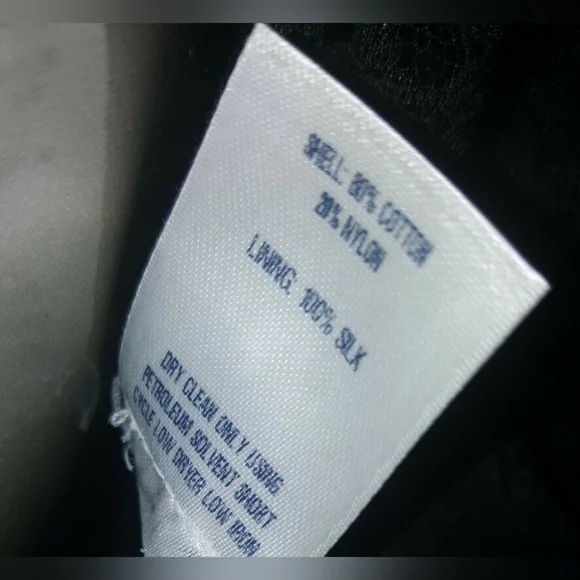 SHELL: 80% COTTON
20% NYLON
LINING: 100% SILK
DRY CLEAN ONLY USING
PETROLEUM SOLVENT SHORT
CYCLE LOW DRYER LOW IRON